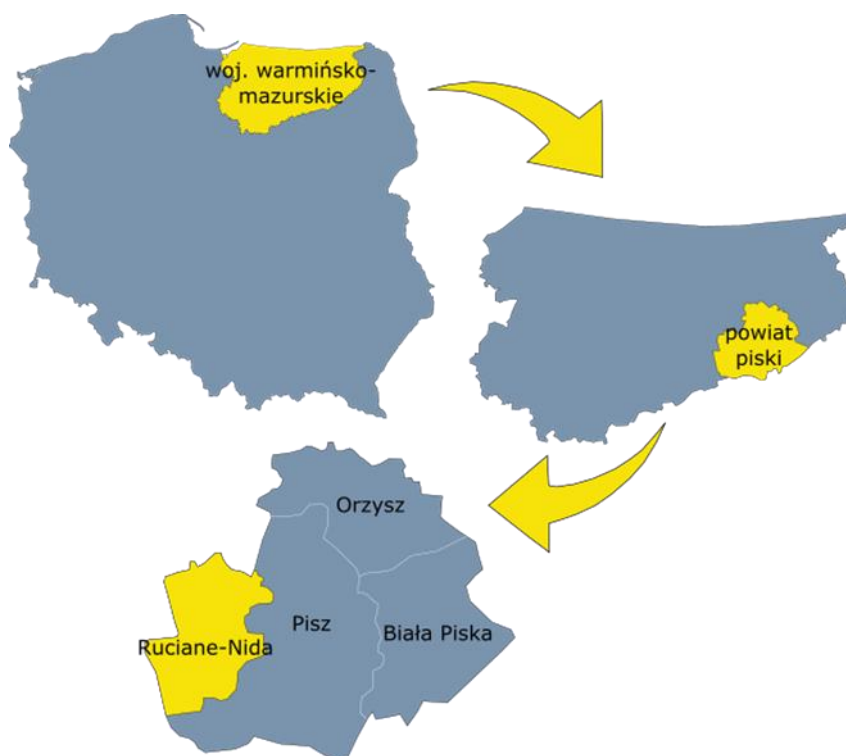 woj. warmińsko-
mazurskie
powiat
piski
Orzysz
Pisz
Biała Piska
Ruciane-Nida